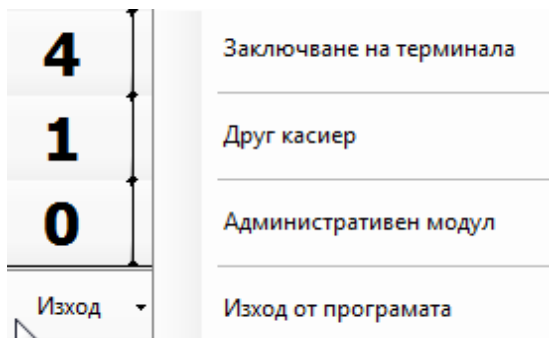 4
Заключване на терминала
1
Друг касиер
0
Административен модул
Изход
Изход от програмата